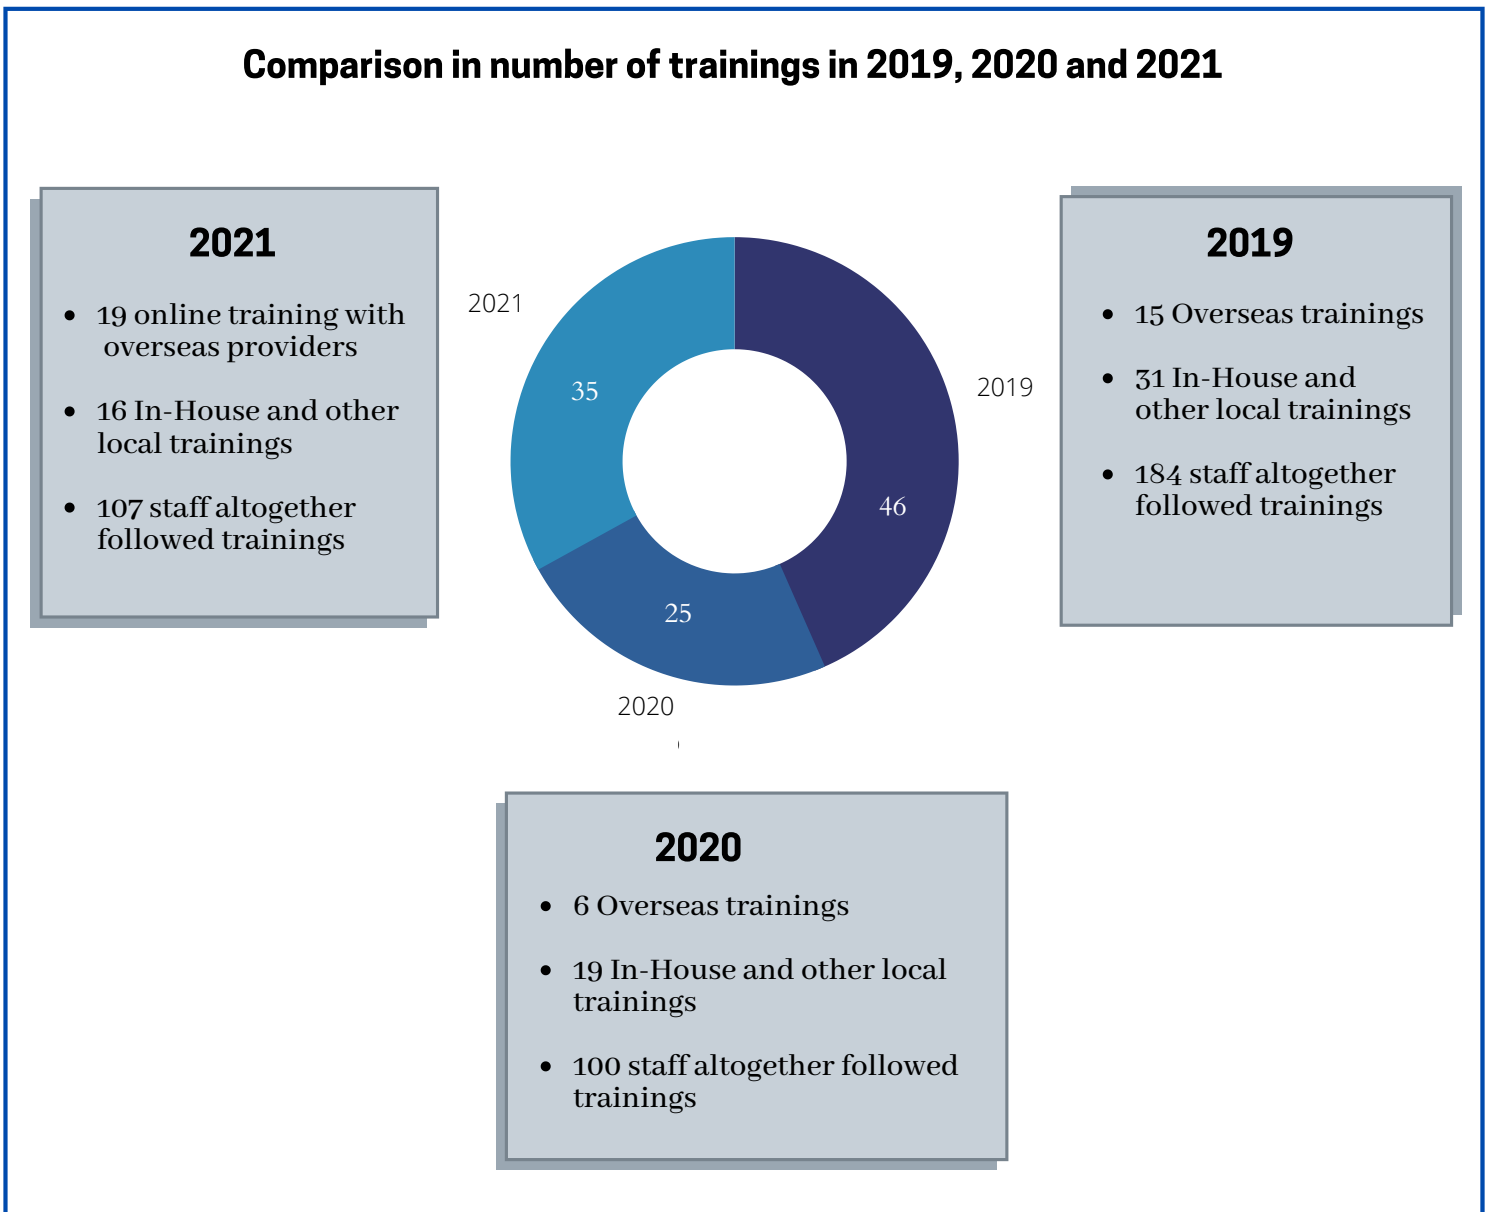 Comparison in number of trainings in 2019, 2020 and 2021
2021
• 19 online training with
overseas providers
• 16 In-House and other
local trainings
• 107 staff altogether
followed trainings
2021
35
2019
46
25
2020
2019
• 15 Overseas trainings
• 31 In-House and
other local trainings
• 184 staff altogether
followed trainings
2020
• 6 Overseas trainings
• 19 In-House and other local
trainings
• 100 staff altogether followed
trainings